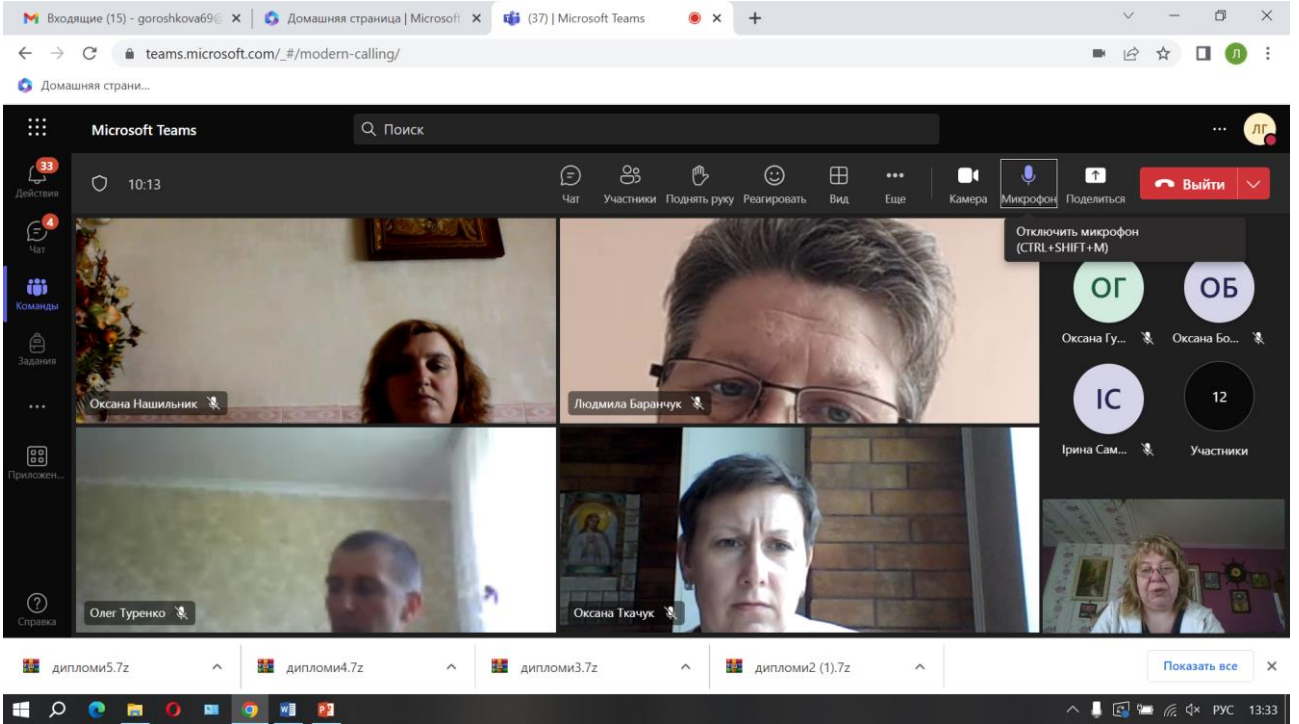 Входящие (15) - goroshkova69@
Домашняя страница | Microsoft
(37) | Microsoft Teams
teams.microsoft.com/_#/modern-calling/
Л
Домашняя страни...
Microsoft Teams
Поиск
ЛГ
33
Действия
10:13
Чат
Участники
Поднять руку
Реагировать
Вид
Еще
Камера
Микрофон
Поделиться
Выйти
Отключить микрофон
(CTRL+SHIFT+M)
4
Чат
Команды
Задания
Приложен...
Справка
Оксана Нашильник
Людмила Баранчук
ОГ
ОБ
Оксана Гу...
Оксана Бо...
ІС
12
Ірина Сам...
Участники
Олег Туренко
Оксана Ткачук
дипломи5.7z
дипломи4.7z
дипломи3.7z
дипломи2 (1).7z
Показать все
РУС
13:33